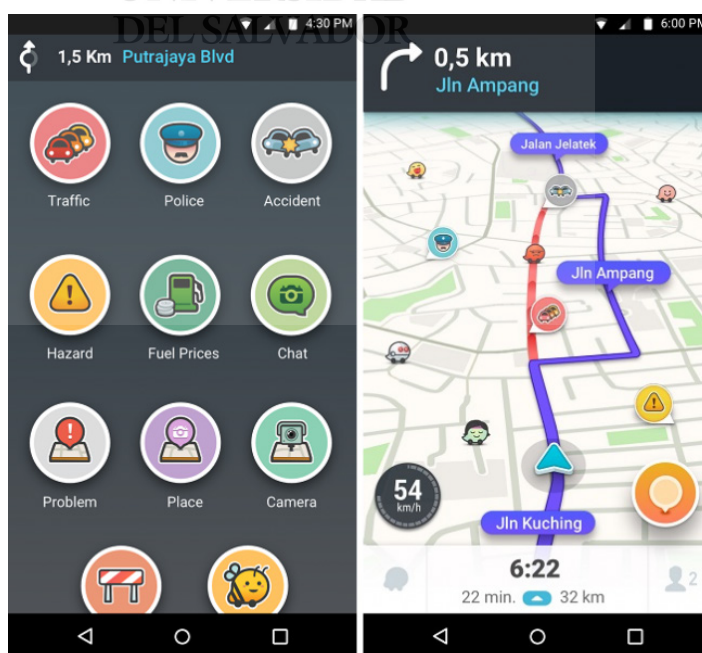 DEL SALVADOR
4:30 PM
1,5 Km Putrajaya Blvd
Traffic
Police
Accident
Hazard
Fuel Prices
Chat
Problem
Place
Camera
6:00 PM
0,5 km
Jln Ampang
Jalan Jelatek
Jln Ampang
54
km/h
Jln Kuching
6:22
22 min. 32 km
2